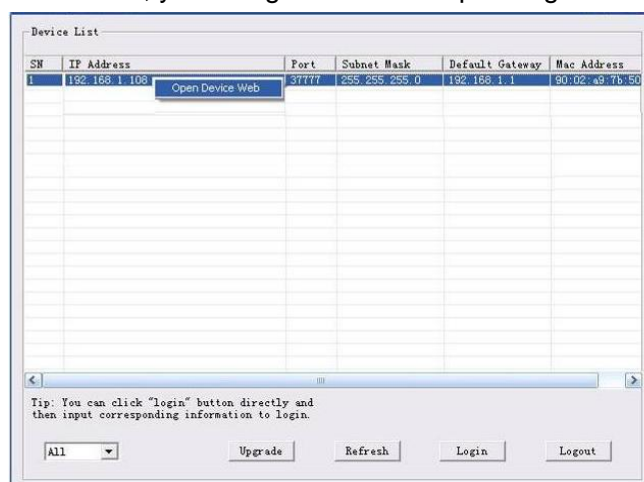 Device List
SN IP Address Port Subnet Mask Default Gateway Mac Address
1 192.168.1.108 37777 255.255.255.0 192.168.1.1 90:02:a9:7b:50
Open Device Web
Tip: You can click "login" button directly and
then input corresponding information to login.
All Upgrade Refresh Login Logout